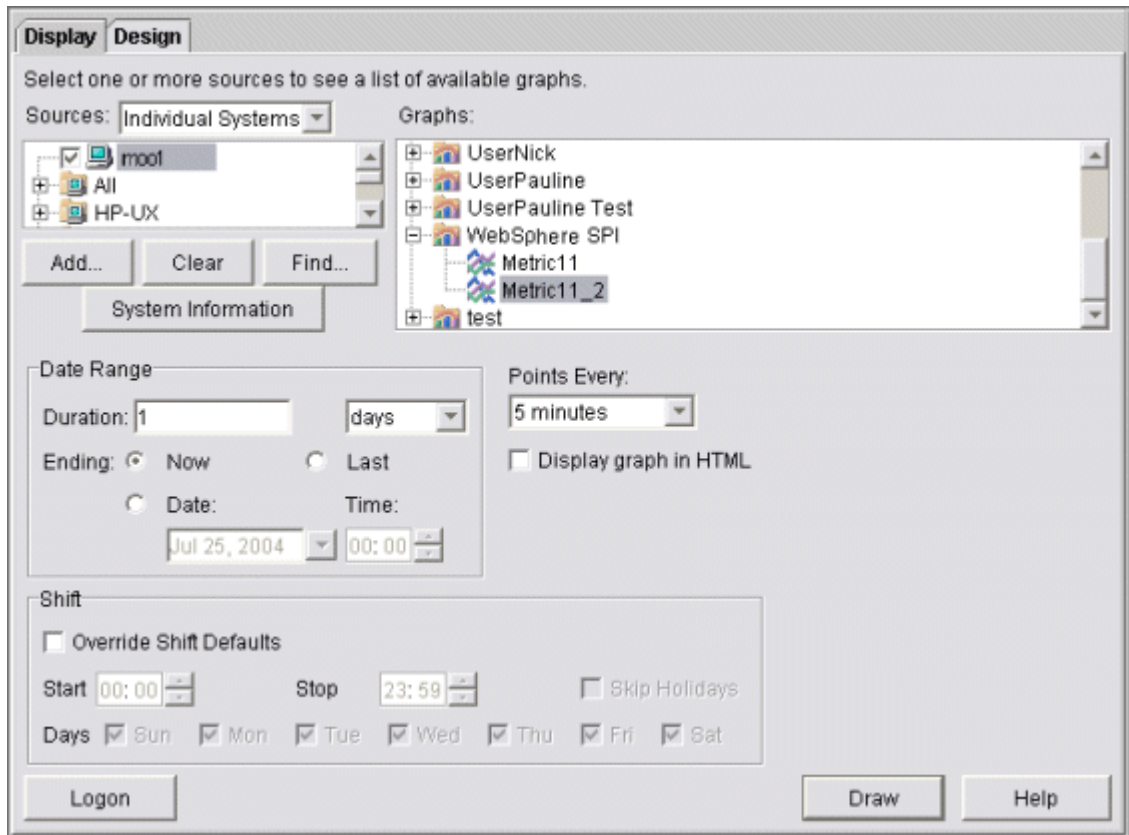 Display Design
Select one or more sources to see a list of available graphs.
Sources: Individual Systems
moof
All
HP-UX
Add... Clear Find...
System Information
Graphs:
UserNick
UserPauline
UserPauline Test
WebSphere SPI
Metric11
Metric11_2
test
Date Range
Duration: 1 days
Ending: Now Last
Date: Time:
Jul 25, 2004 00: 00
Points Every:
5 minutes
Display graph in HTML
Shift
Override Shift Defaults
Start 00: 00 Stop 23: 59 Skip Holidays
Days Sun Mon Tue Wed Thu Fri Sat
Logon Draw Help